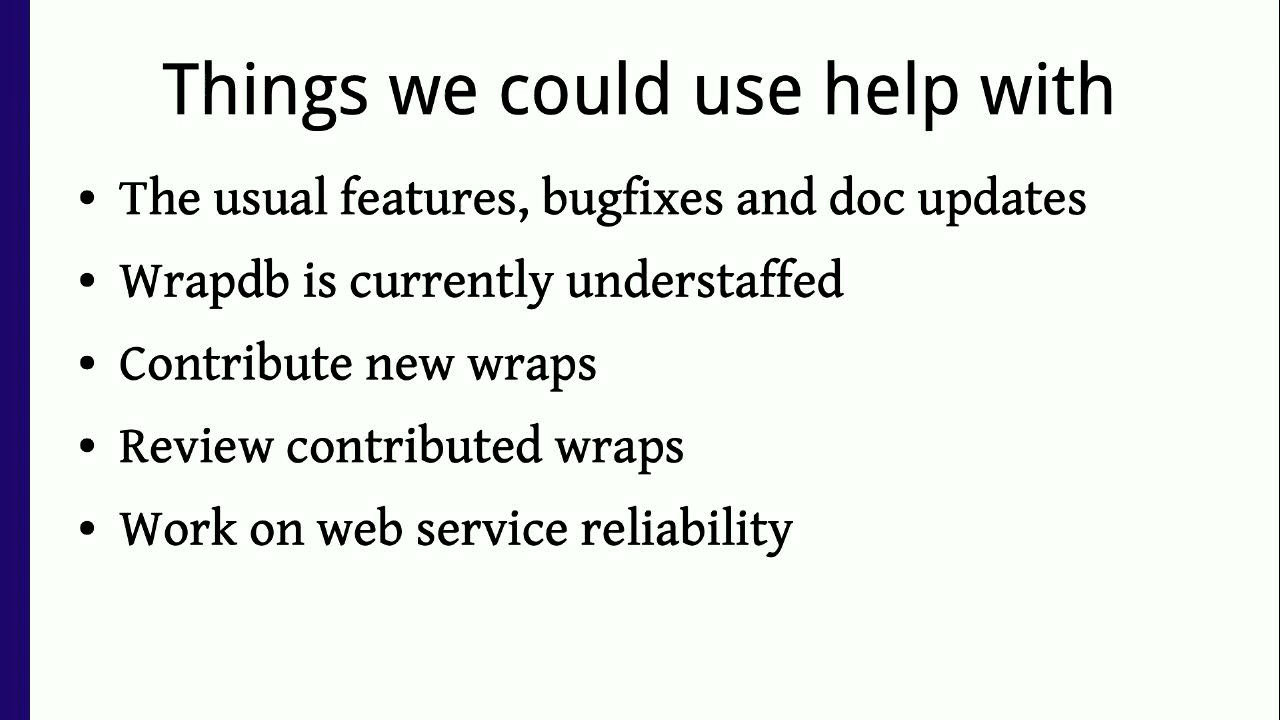 Things we could use help with
• The usual features, bugfixes and doc updates
• Wrapdb is currently understaffed
• Contribute new wraps
• Review contributed wraps
• Work on web service reliability